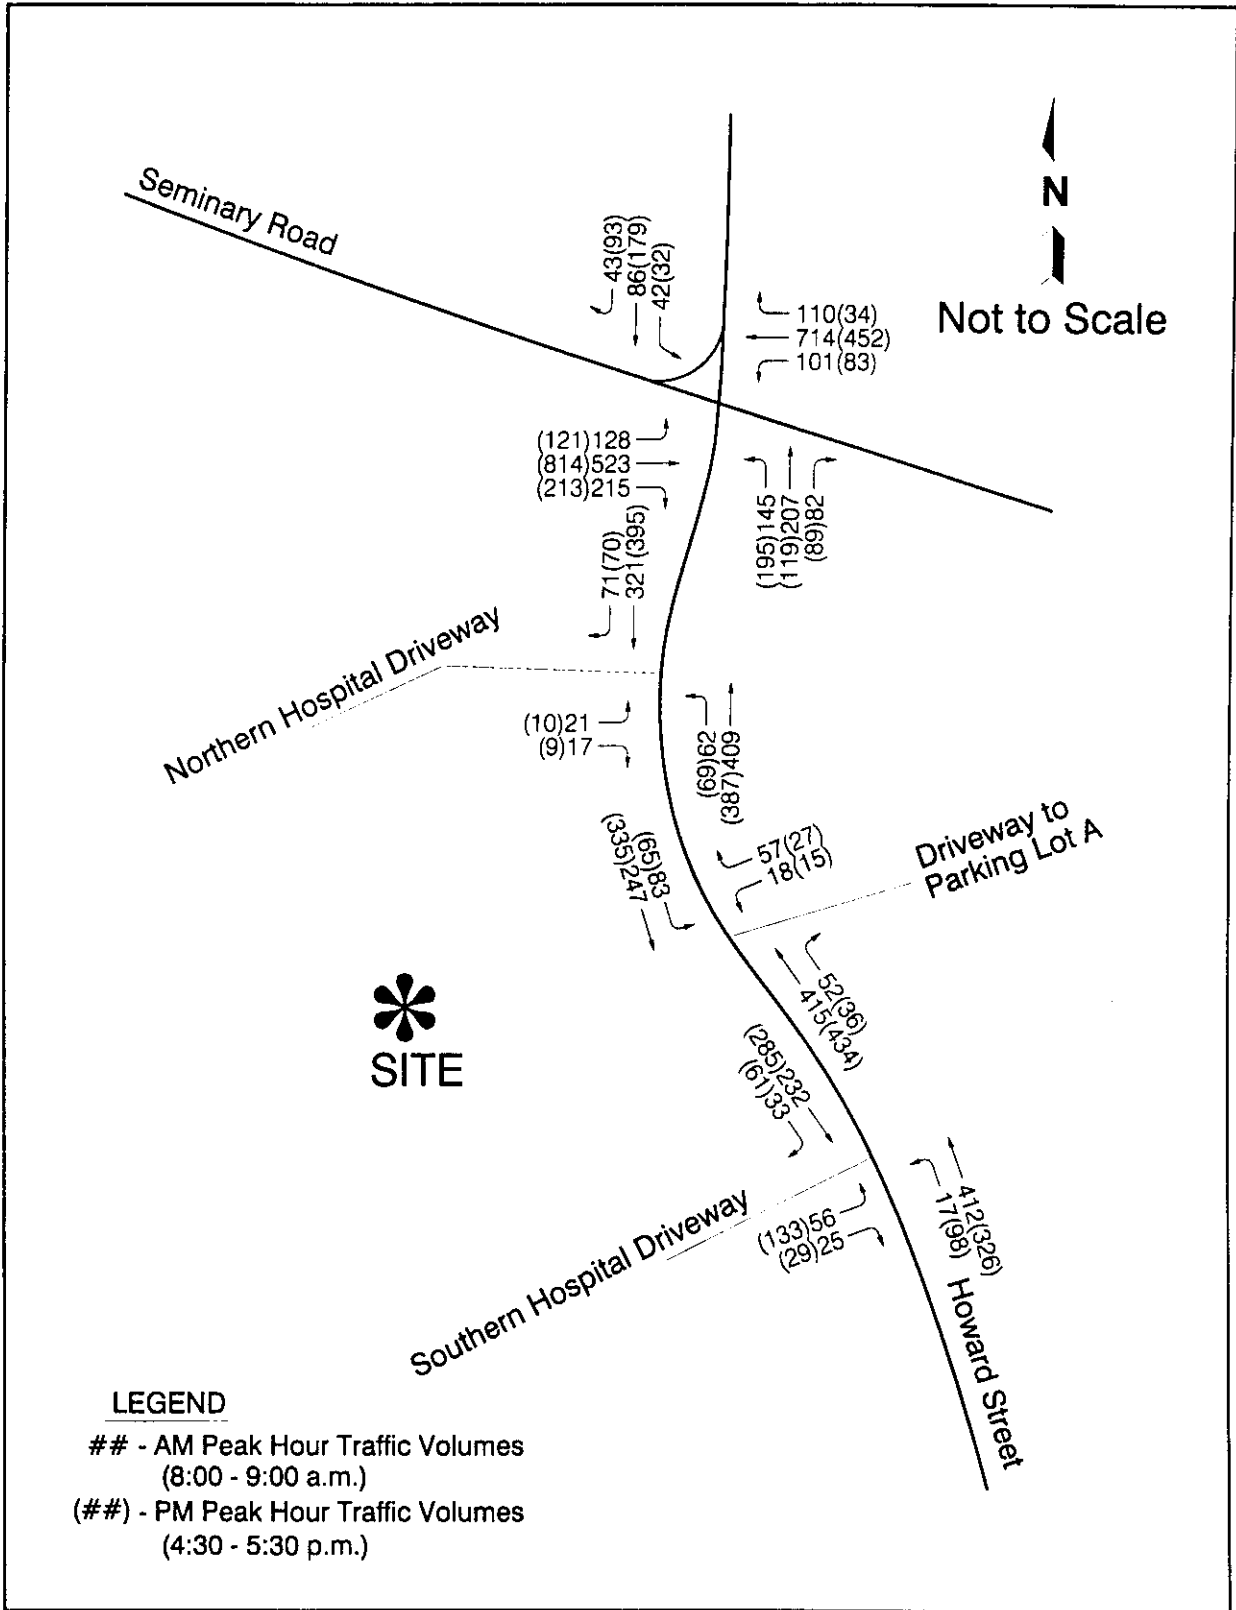 N
Not to Scale
Seminary Road
43(93)
86(179)
42(32)
110(34)
714(452)
101(83)
(121)128
(814)523
(213)215
(195)145
(119)207
(89)82
71(70)
321(395)
Northern Hospital Driveway
(10)21
(9)17
(69)62
(387)409
(65)83
(335)247
57(27)
18(15)
Driveway to
Parking Lot A
52(36)
415(434)
SITE
(285)232
(61)33
412(326)
17(98)
Southern Hospital Driveway
(133)56
(29)25
Howard Street
LEGEND
## - AM Peak Hour Traffic Volumes
(8:00 - 9:00 a.m.)
(##) - PM Peak Hour Traffic Volumes
(4:30 - 5:30 p.m.)